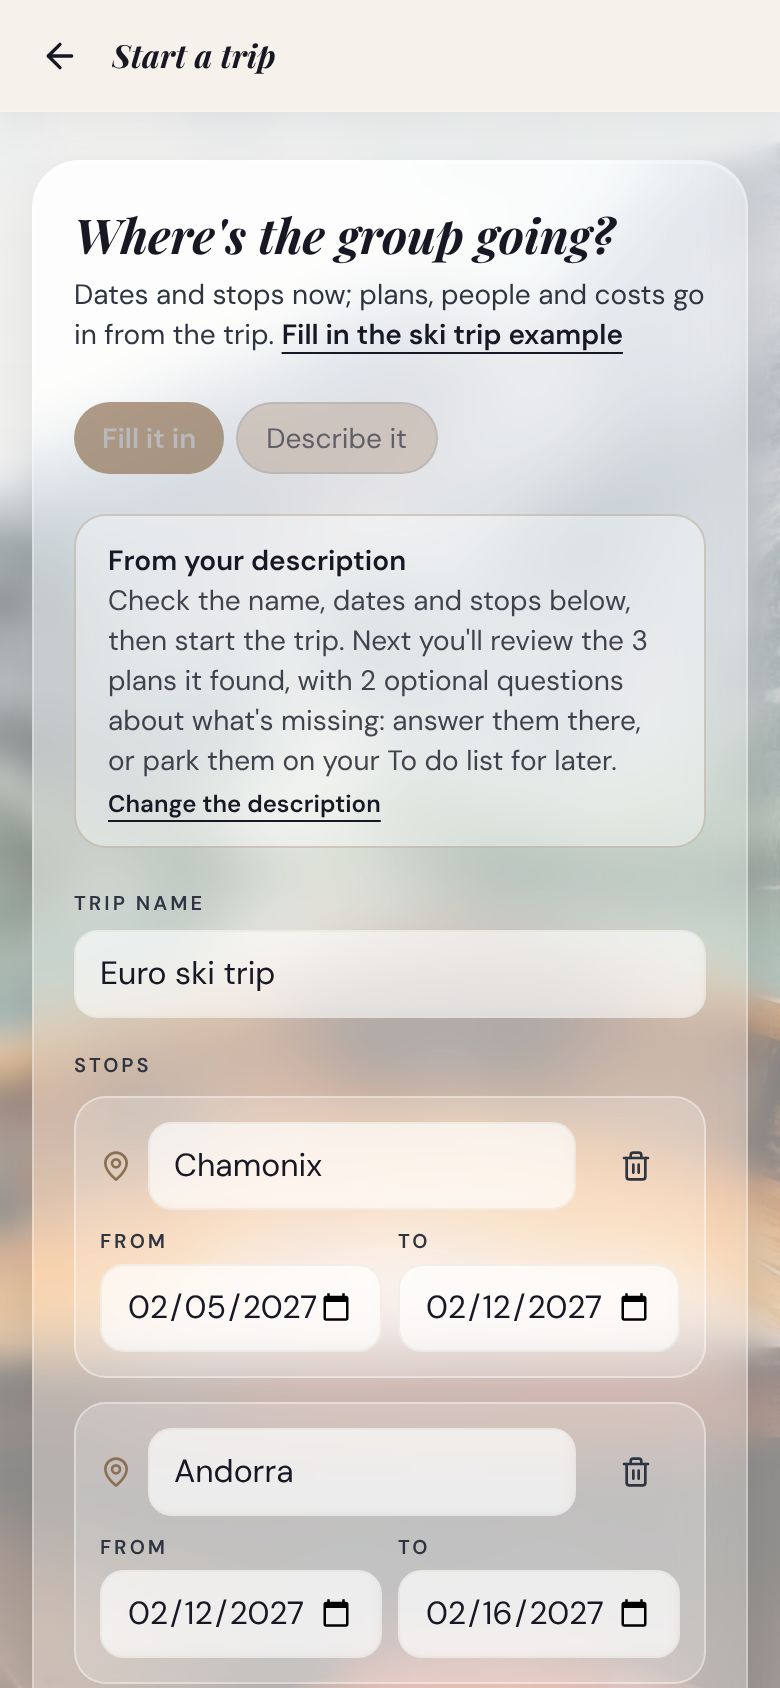 Start a trip
Where's the group going?
Dates and stops now; plans, people and costs go
in from the trip. Fill in the ski trip example
Fill it in
Describe it
From your description
Check the name, dates and stops below,
then start the trip. Next you'll review the 3
plans it found, with 2 optional questions
about what's missing: answer them there,
or park them on your To do list for later.
Change the description
TRIP NAME
Euro ski trip
STOPS
Chamonix
FROM
TO
02/05/2027
02/12/2027
Andorra
FROM
TO
02/12/2027
02/16/2027